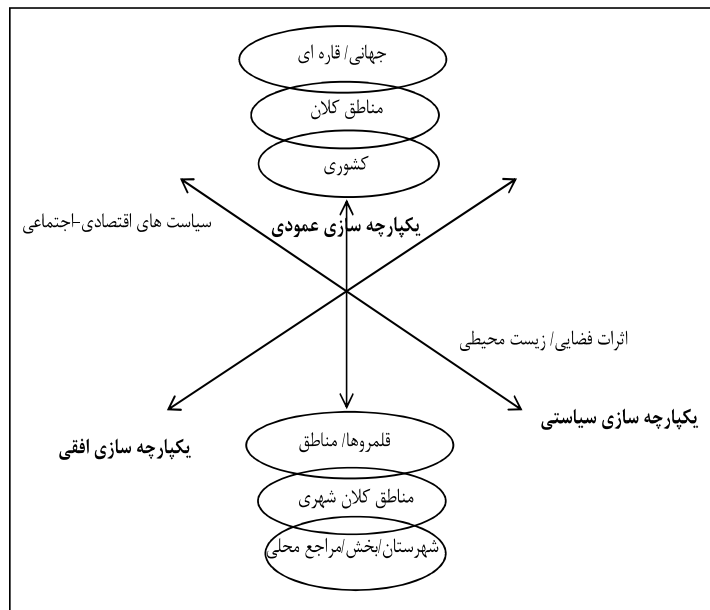 جهانی/ قاره ای
مناطق کلان
کشوری
سیاست های اقتصادی-اجتماعی
یکپارچه سازی عمودی
اثرات فضایی/ زیست محیطی
یکپارچه سازی سیاستی
یکپارچه سازی افقی
قلمروها/ مناطق
مناطق کلان شهری
شهرستان/بخش/مراجع محلی